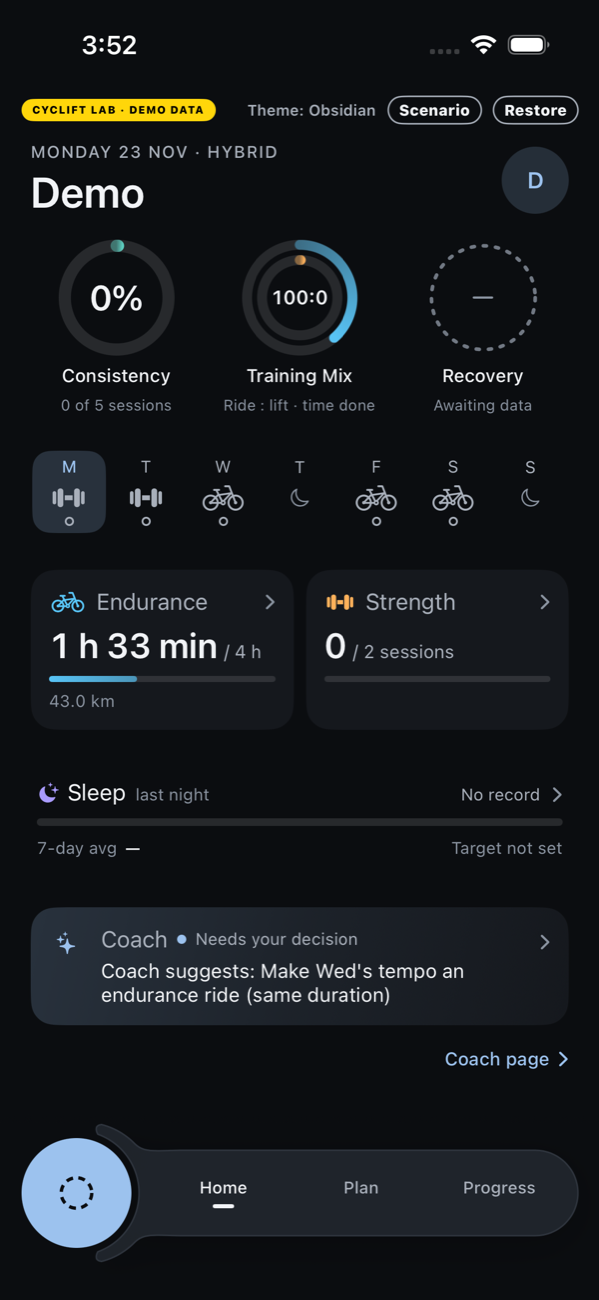 3:52
CYCLIFT LAB · DEMO DATA
Theme: Obsidian
Scenario
Restore
MONDAY 23 NOV · HYBRID
Demo
D
0%
100:0
—
Consistency
Training Mix
Recovery
0 of 5 sessions
Ride : lift · time done
Awaiting data
M
T
W
T
F
S
S
Endurance
1 h 33 min / 4 h
43.0 km
Strength
0 / 2 sessions
Sleep last night
No record
7-day avg —
Target not set
Coach • Needs your decision
Coach suggests: Make Wed's tempo an
endurance ride (same duration)
Coach page
Home
Plan
Progress